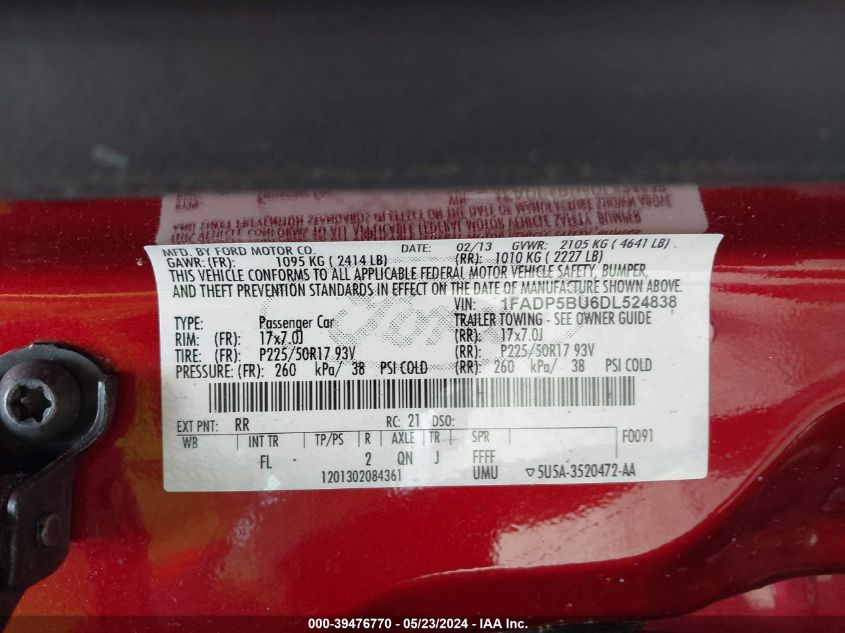 MFD. BY FORD MOTOR CO.
DATE: 02/13 GVWR: 2105 KG ( 4641 LB) .
GAWR: (FR): 1095 KG ( 2414 LB) (RR): 1010 KG ( 2227 LB)
THIS VEHICLE CONFORMS TO ALL APPLICABLE FEDERAL MOTOR VEHICLE SAFETY, BUMPER,
AND THEFT PREVENTION STANDARDS IN EFFECT ON THE DATE OF MANUFACTURE SHOWN ABOVE.
VIN: 1FADP5BU6DL524838
TYPE: Passenger Car TRAILER TOWING - SEE OWNER GUIDE
RIM: (FR): 17x7.0J (RR): 17x7.0J
TIRE: (FR): P225/50R17 93V (RR): P225/50R17 93V
PRESSURE: (FR): 260 kPa/ 38 PSI COLD (RR): 260 kPa/ 38 PSI COLD
EXT PNT: RR RC: 21 DSO:
WB INT TR TP/PS R AXLE TR SPR F0091
FL 2 QN J FFFF
1201302084361 UMU ▽5U5A-3520472-AA
000-39476770 - 05/23/2024 - IAA Inc.